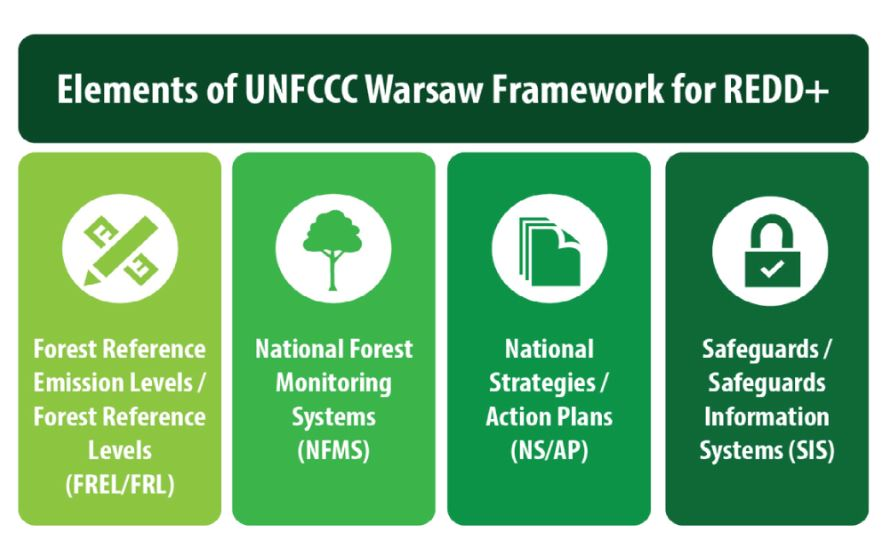 Elements of UNFCCC Warsaw Framework for REDD+
Forest Reference
Emission Levels /
Forest Reference
Levels
(FREL/FRL)
National Forest
Monitoring
Systems
(NFMS)
National
Strategies /
Action Plans
(NS/AP)
Safeguards /
Safeguards
Information
Systems (SIS)